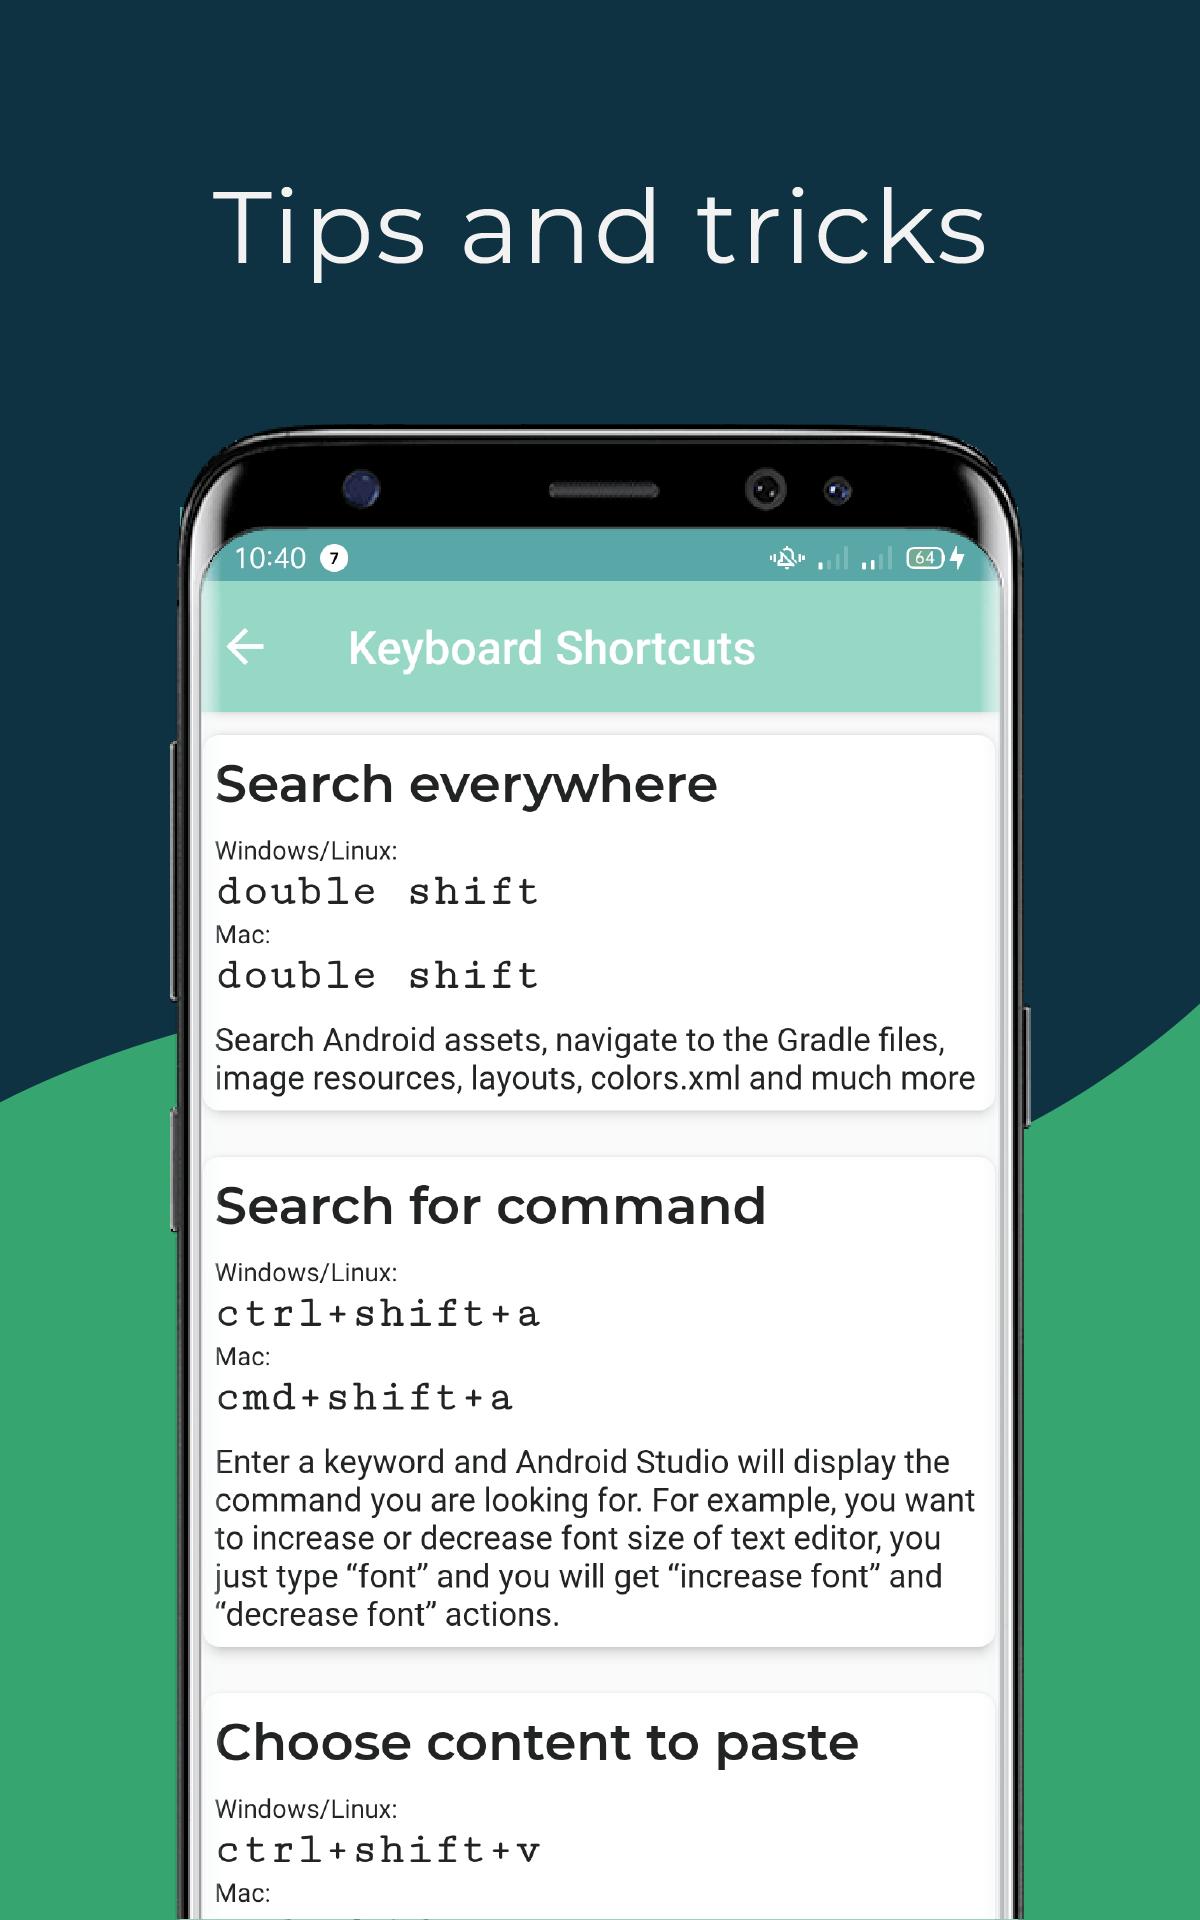 Tips and tricks
10:40 7 64
Keyboard Shortcuts
Search everywhere
Windows/Linux:
double shift
Mac:
double shift
Search Android assets, navigate to the Gradle files,
image resources, layouts, colors.xml and much more
Search for command
Windows/Linux:
ctrl+shift+a
Mac:
cmd+shift+a
Enter a keyword and Android Studio will display the
command you are looking for. For example, you want
to increase or decrease font size of text editor, you
just type “font” and you will get “increase font” and
“decrease font” actions.
Choose content to paste
Windows/Linux:
ctrl+shift+v
Mac: